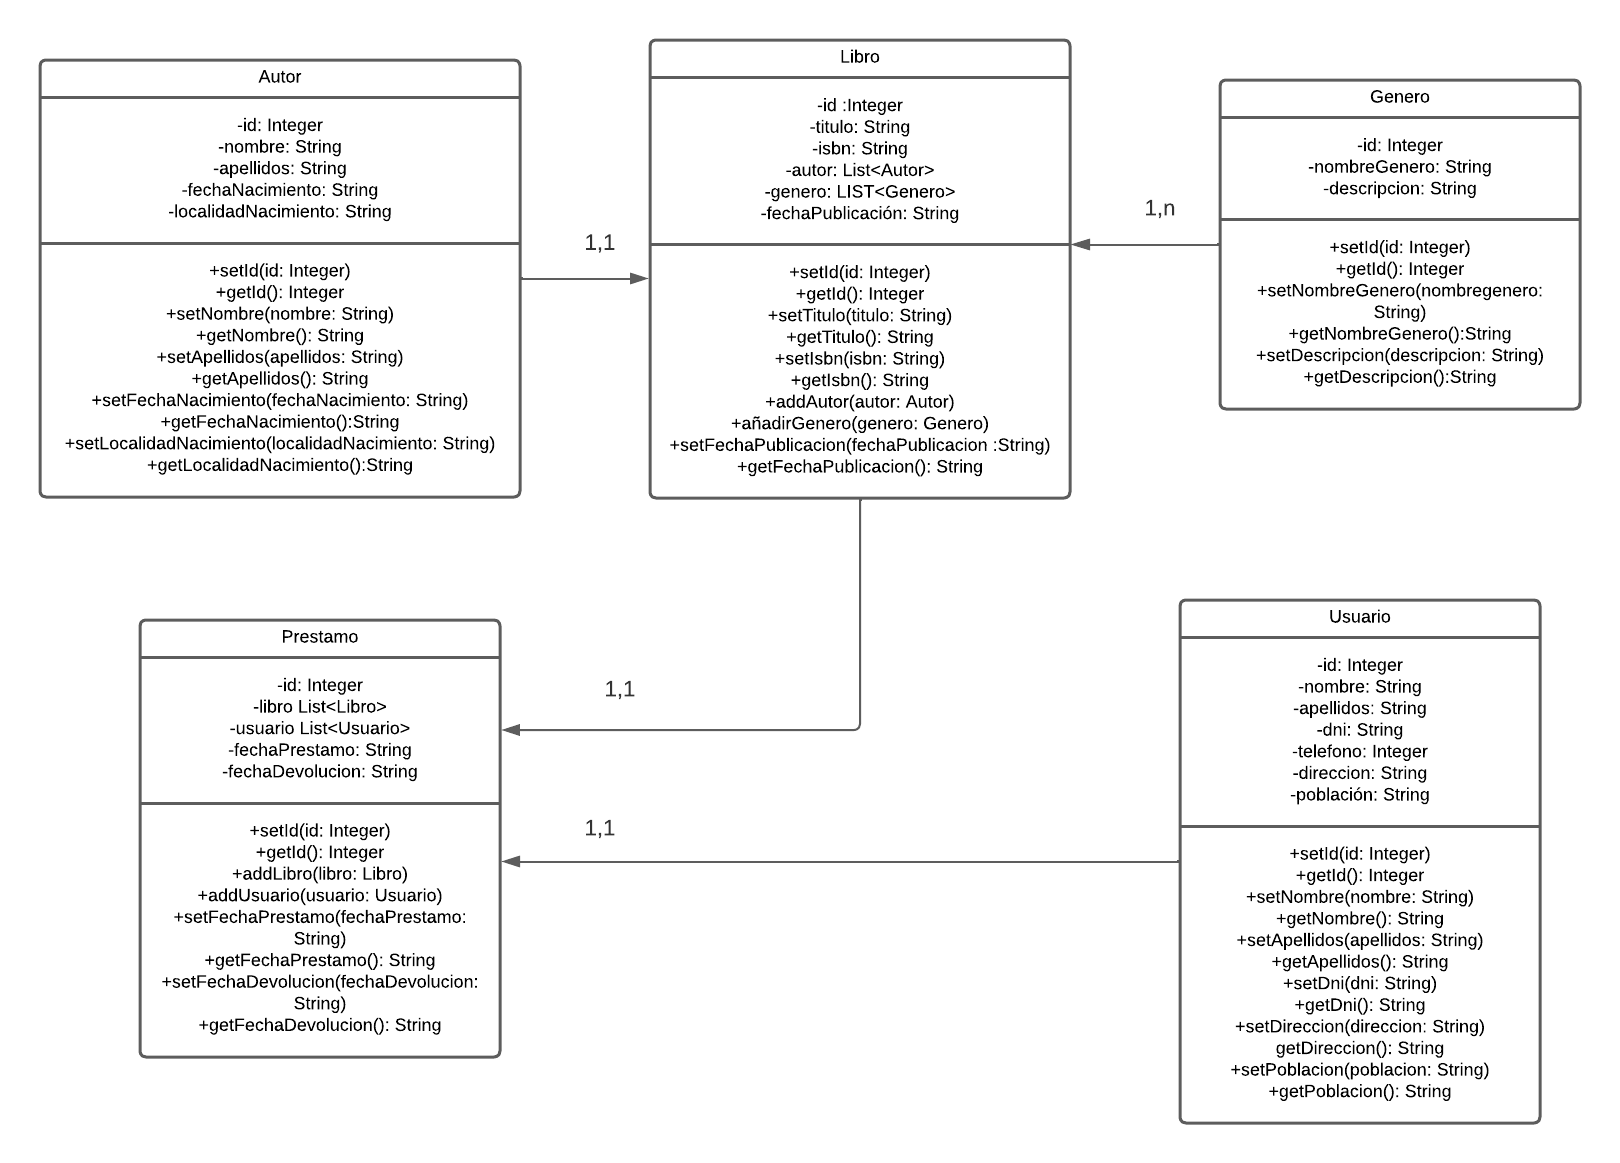 Autor
-id: Integer
-nombre: String
-apellidos: String
-fechaNacimiento: String
-localidadNacimiento: String
+setId(id: Integer)
+getId(): Integer
+setNombre(nombre: String)
+getNombre(): String
+setApellidos(apellidos: String)
+getApellidos(): String
+setFechaNacimiento(fechaNacimiento: String)
+getFechaNacimiento():String
+setLocalidadNacimiento(localidadNacimiento: String)
+getLocalidadNacimiento():String
1,1
Libro
-id :Integer
-titulo: String
-isbn: String
-autor: List<Autor>
-genero: LIST<Genero>
-fechaPublicación: String
+setId(id: Integer)
+getId(): Integer
+setTitulo(titulo: String)
+getTitulo(): String
+setIsbn(isbn: String)
+getIsbn(): String
+addAutor(autor: Autor)
+añadirGenero(genero: Genero)
+setFechaPublicacion(fechaPublicacion :String)
+getFechaPublicacion(): String
1,n
Genero
-id: Integer
-nombreGenero: String
-descripcion: String
+setId(id: Integer)
+getId(): Integer
+setNombreGenero(nombregenero:
String)
+getNombreGenero():String
+setDescripcion(descripcion: String)
+getDescripcion():String
Prestamo
-id: Integer
-libro List<Libro>
-usuario List<Usuario>
-fechaPrestamo: String
-fechaDevolucion: String
+setId(id: Integer)
+getId(): Integer
+addLibro(libro: Libro)
+addUsuario(usuario: Usuario)
+setFechaPrestamo(fechaPrestamo:
String)
+getFechaPrestamo(): String
+setFechaDevolucion(fechaDevolucion:
String)
+getFechaDevolucion(): String
1,1
1,1
Usuario
-id: Integer
-nombre: String
-apellidos: String
-dni: String
-telefono: Integer
-direccion: String
-población: String
+setId(id: Integer)
+getId(): Integer
+setNombre(nombre: String)
+getNombre(): String
+setApellidos(apellidos: String)
+getApellidos(): String
+setDni(dni: String)
+getDni(): String
+setDireccion(direccion: String)
getDireccion(): String
+setPoblacion(poblacion: String)
+getPoblacion(): String